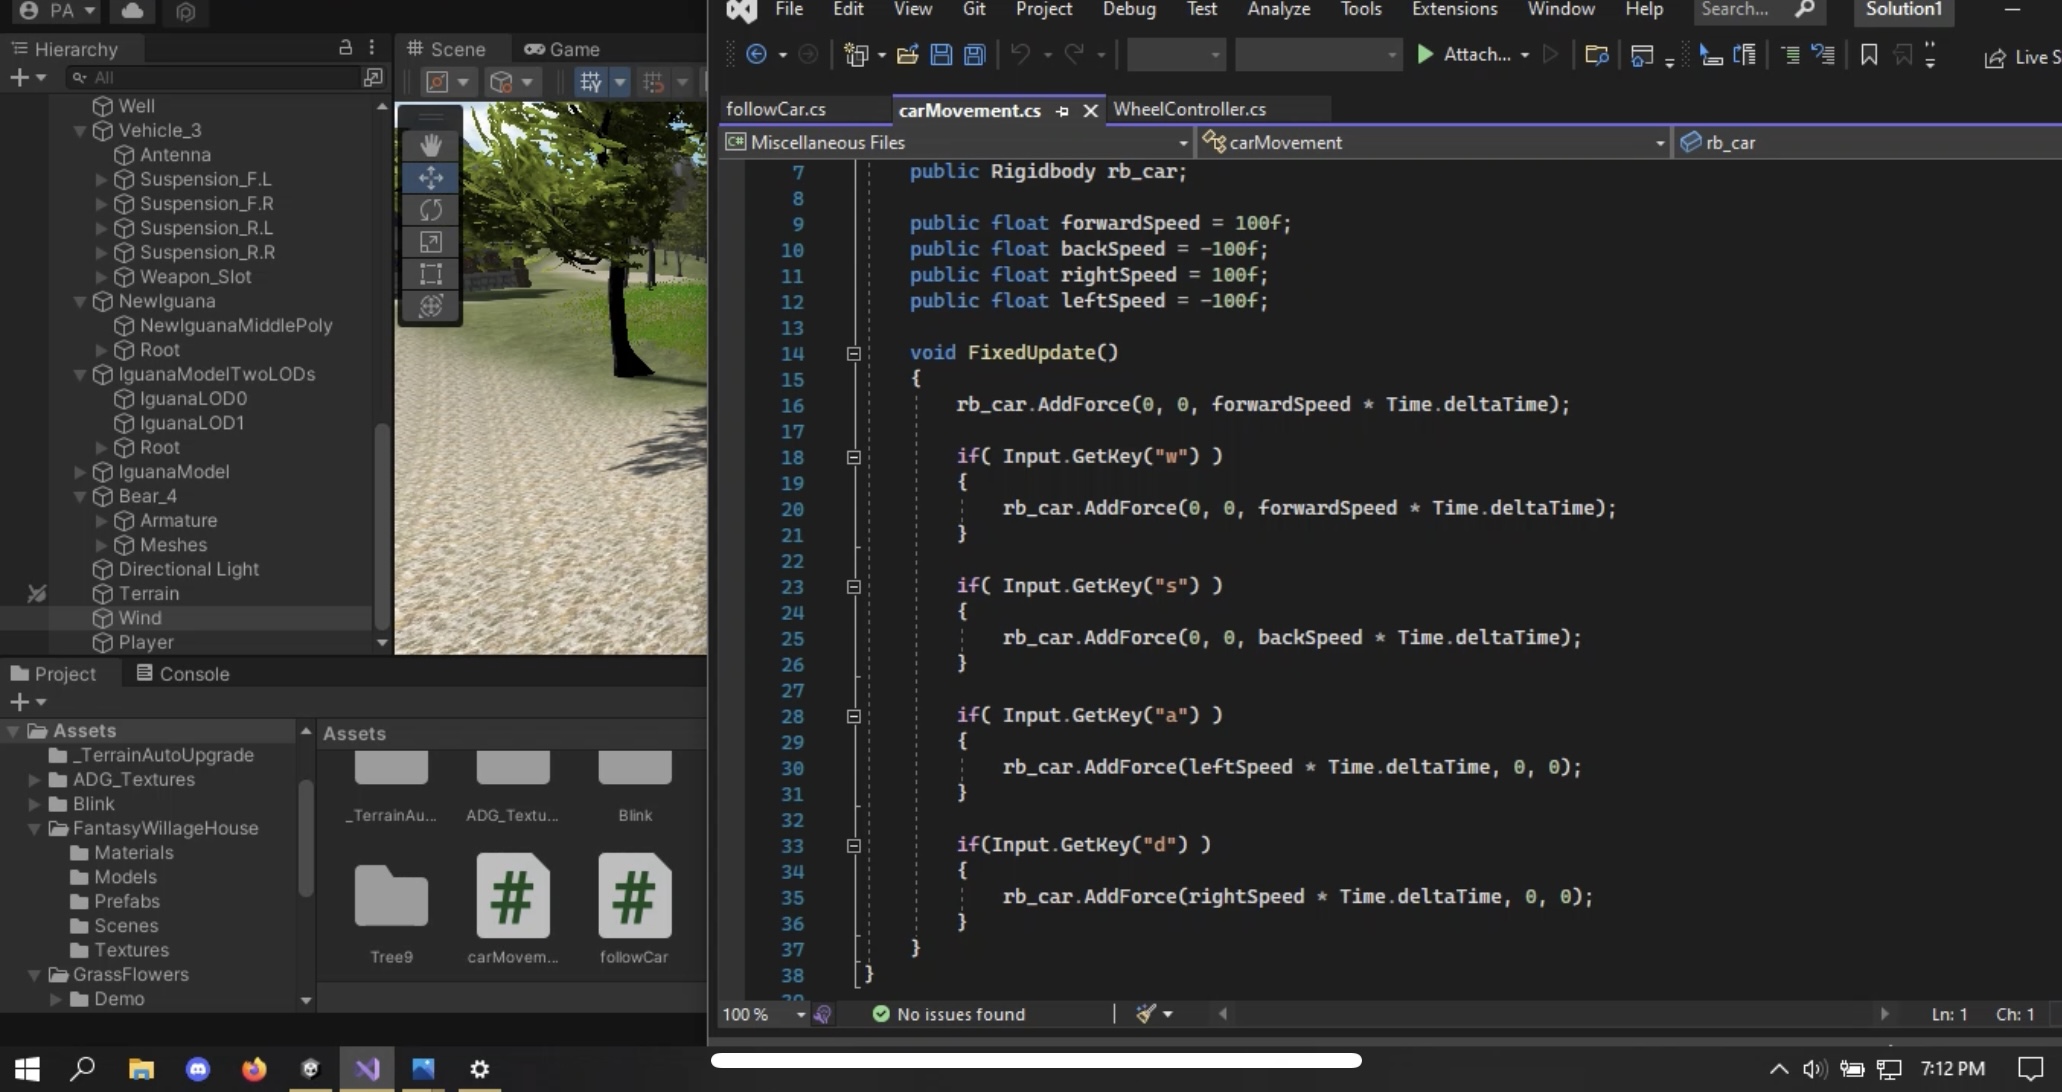 PA
File Edit View Git Project Debug Test Analyze Tools Extensions Window Help Search... Solution1
Hierarchy
Scene
Game
All
Attach...
Live S
followCar.cs
carMovement.cs
WheelController.cs
Miscellaneous Files
carMovement
rb_car
Well
Vehicle_3
Antenna
Suspension_F.L
Suspension_F.R
Suspension_R.L
Suspension_R.R
Weapon_Slot
NewIguana
NewIguanaMiddlePoly
Root
IguanaModelTwoLODs
IguanaLOD0
IguanaLOD1
Root
IguanaModel
Bear_4
Armature
Meshes
Directional Light
Terrain
Wind
Player
7 public Rigidbody rb_car;
8
9 public float forwardSpeed = 100f;
10 public float backSpeed = -100f;
11 public float rightSpeed = 100f;
12 public float leftSpeed = -100f;
13
14 void FixedUpdate()
15 {
16 rb_car.AddForce(0, 0, forwardSpeed * Time.deltaTime);
17
18 if( Input.GetKey("w") )
19 {
20 rb_car.AddForce(0, 0, forwardSpeed * Time.deltaTime);
21 }
22
23 if( Input.GetKey("s") )
24 {
25 rb_car.AddForce(0, 0, backSpeed * Time.deltaTime);
26 }
27
28 if( Input.GetKey("a") )
29 {
30 rb_car.AddForce(leftSpeed * Time.deltaTime, 0, 0);
31 }
32
33 if(Input.GetKey("d") )
34 {
35 rb_car.AddForce(rightSpeed * Time.deltaTime, 0, 0);
36 }
37 }
38 }
Project
Console
Assets
_TerrainAutoUpgrade
ADG_Textures
Blink
FantasyWillageHouse
Materials
Models
Prefabs
Scenes
Textures
GrassFlowers
Demo
Assets
_TerrainAu...
ADG_Textu...
Blink
Tree9
carMovem...
followCar
100 %
No issues found
Ln: 1
Ch: 1
7:12 PM